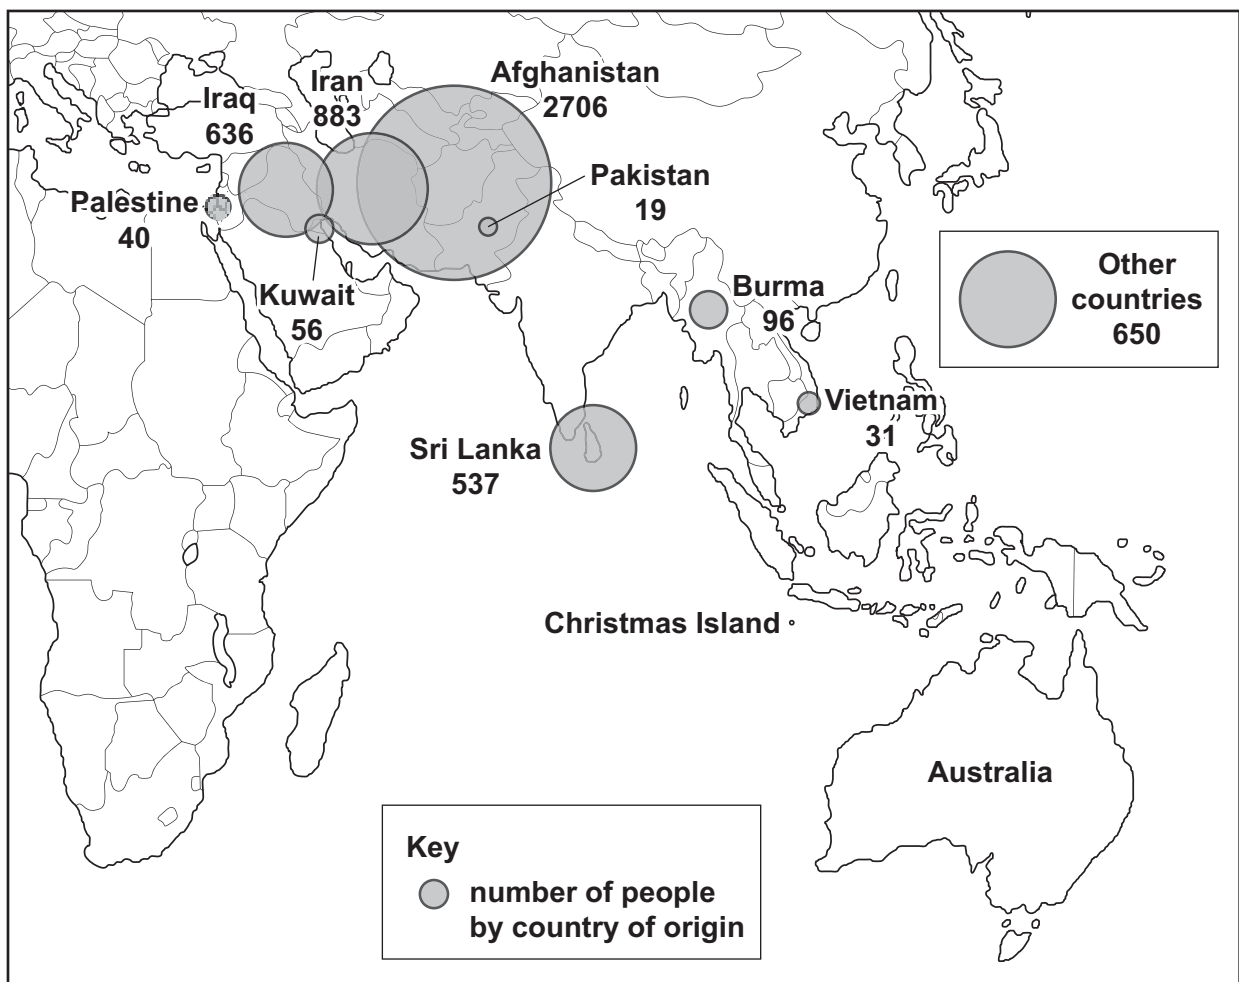 Afghanistan
2706
Iran
883
Iraq
636
Pakistan
19
Palestine
40
Kuwait
56
Burma
96
Other
countries
650
Vietnam
31
Sri Lanka
537
Christmas Island
Australia
Key
number of people
by country of origin